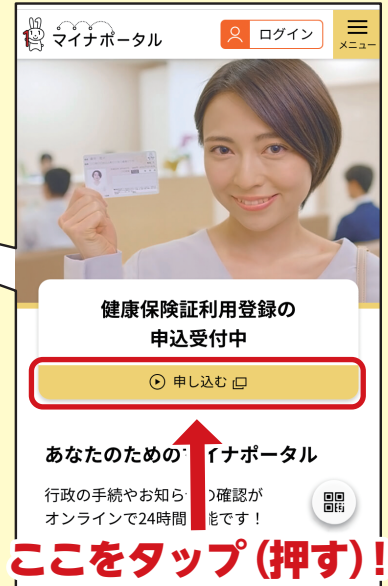 マイナポータル
ログイン
メニュー
健康保険証利用登録の
申込受付中
申し込む
あなたのための マイナポータル
行政の手続やお知ら の確認が
オンラインで24時間 能です！
ここをタップ（押す）！